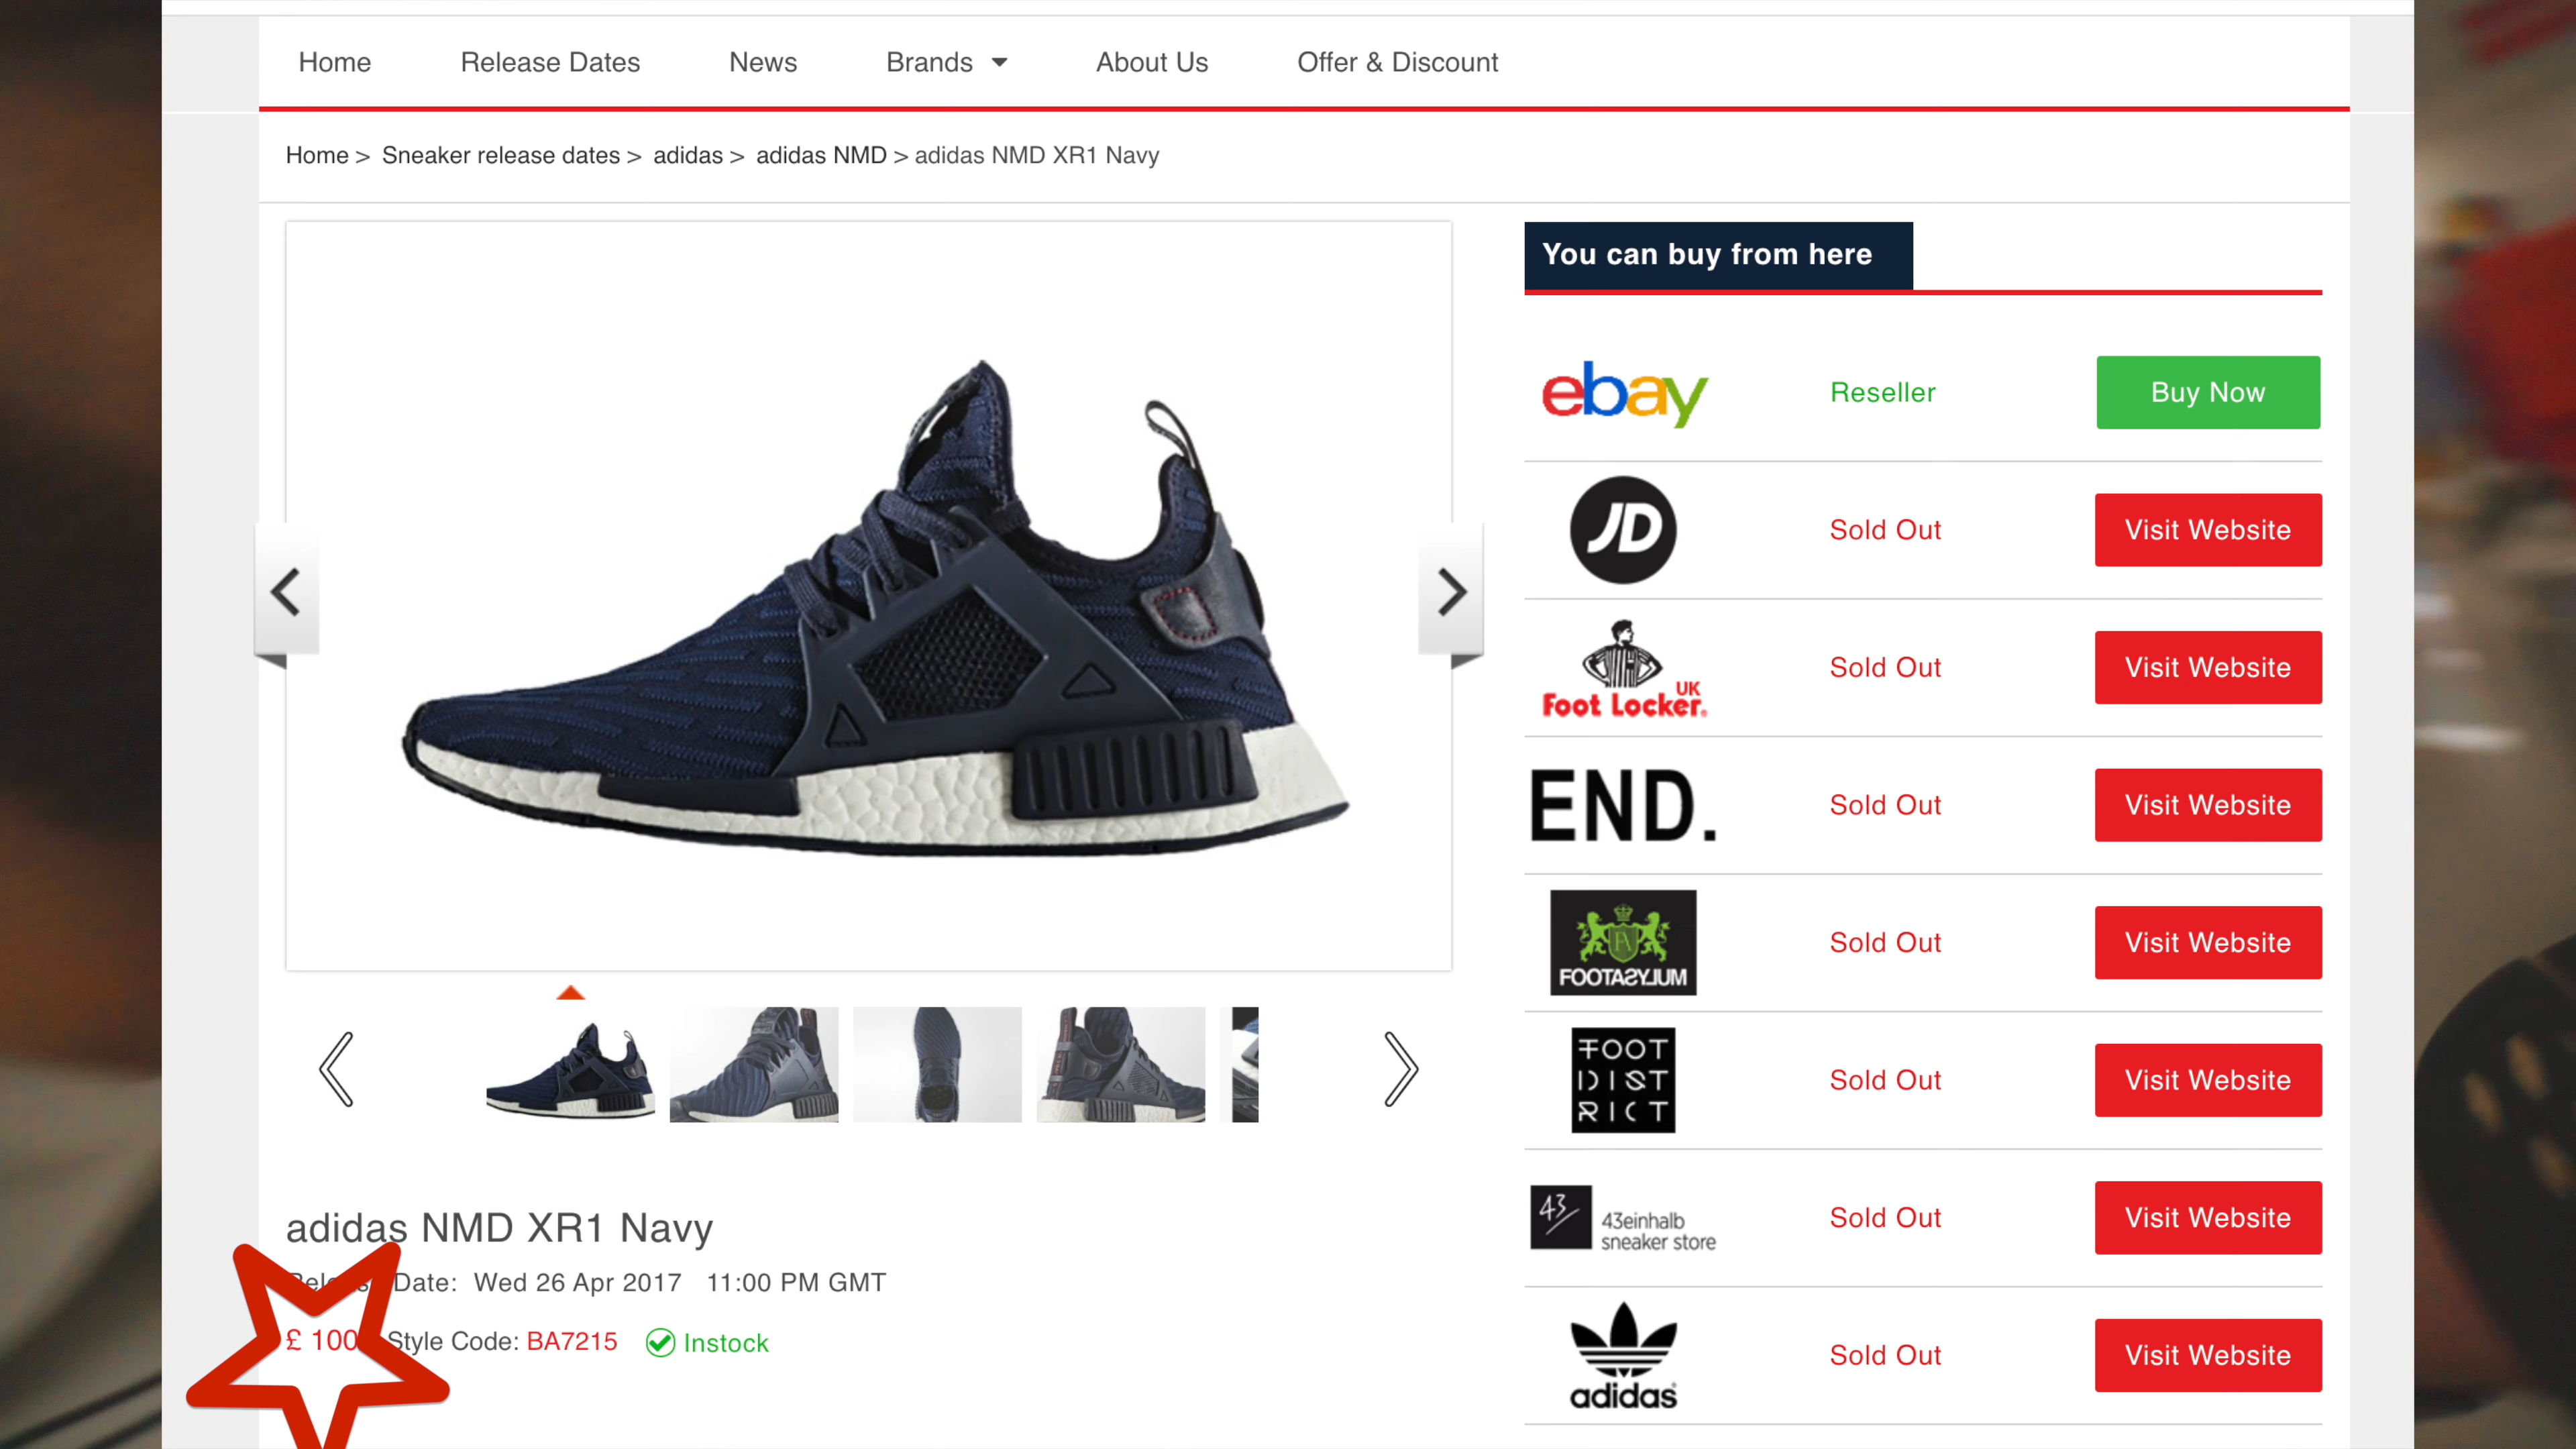 Home Release Dates News Brands About Us Offer & Discount
Home > Sneaker release dates > adidas > adidas NMD > adidas NMD XR1 Navy
You can buy from here
ebay Reseller Buy Now
JD Sold Out Visit Website
Foot Locker. UK Sold Out Visit Website
END. Sold Out Visit Website
FA
FOOTASYLUM Sold Out Visit Website
FOOT
DIST
RICT
Sold Out Visit Website
43 43einhalb
sneaker store
Sold Out Visit Website
adidas Sold Out Visit Website
adidas NMD XR1 Navy
Date: Wed 26 Apr 2017 11:00 PM GMT
£ 100 Style Code: BA7215 Instock